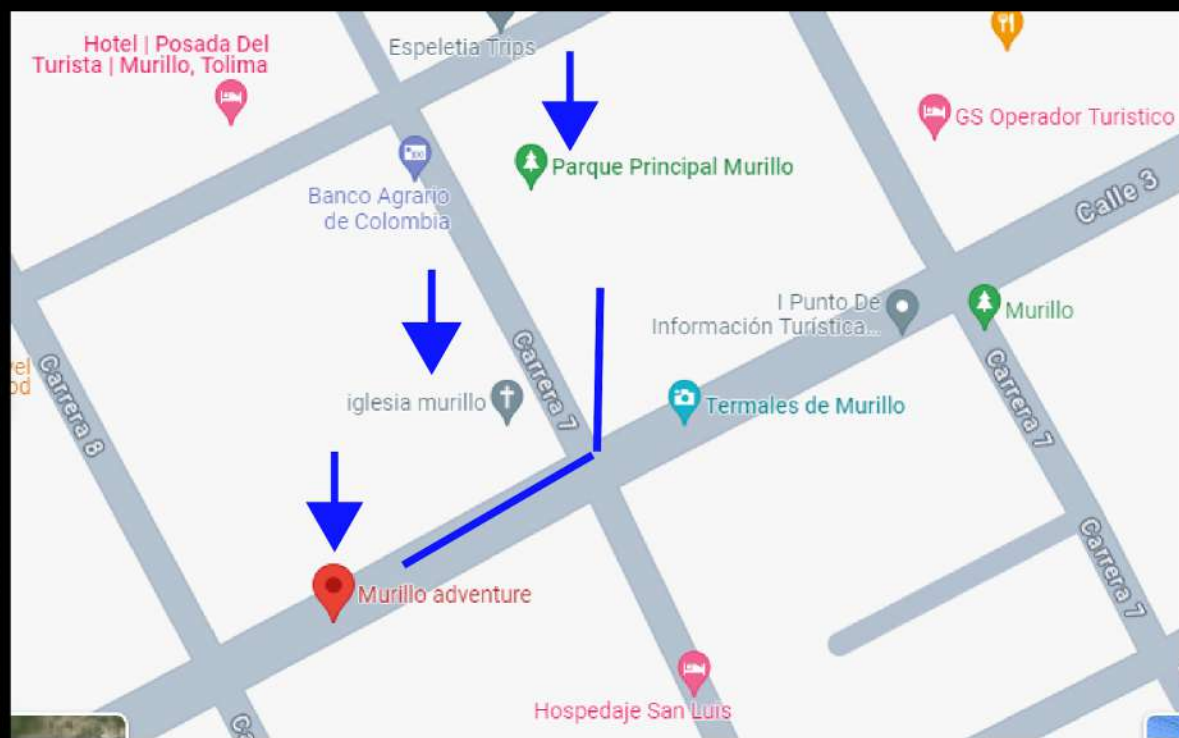 Hotel | Posada Del
Turista | Murillo, Tolima
Espeletia Trips
GS Operador Turistico
Parque Principal Murillo
Banco Agrario
de Colombia
Calle 3
I Punto De
Información Turística...
Murillo
Carrera 7
Carrera 8
iglesia murillo
Termales de Murillo
Carrera 7
Carrera 7
Murillo adventure
Hospedaje San Luis